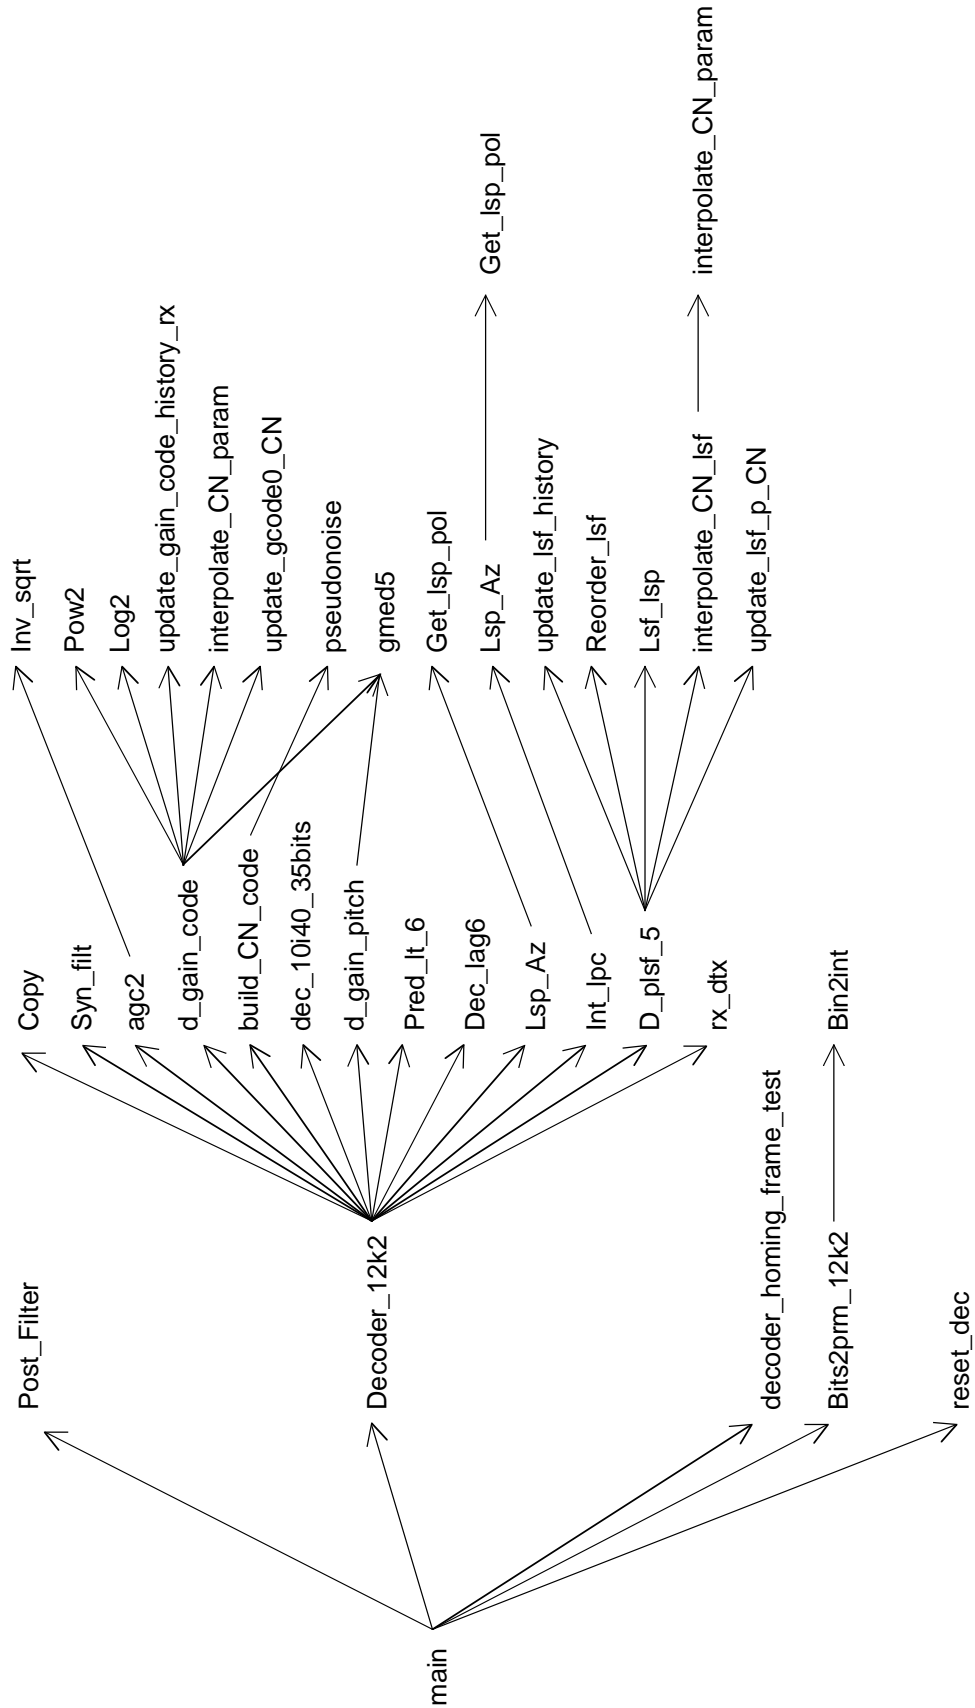 main
Post_Filter
Decoder_12k2
decoder_homing_frame_test
Bits2prm_12k2
reset_dec
Copy
Syn_filt
agc2
d_gain_code
build_CN_code
dec_10i40_35bits
d_gain_pitch
Pred_lt_6
Dec_lag6
Lsp_Az
Int_lpc
D_plsf_5
rx_dtx
Bin2int
Inv_sqrt
Pow2
Log2
update_gain_code_history_rx
interpolate_CN_param
update_gcode0_CN
pseudonoise
gmed5
Get_lsp_pol
Lsp_Az
update_lsf_history
Reorder_lsf
Lsf_lsp
interpolate_CN_lsf
update_lsf_p_CN
Get_lsp_pol
interpolate_CN_param